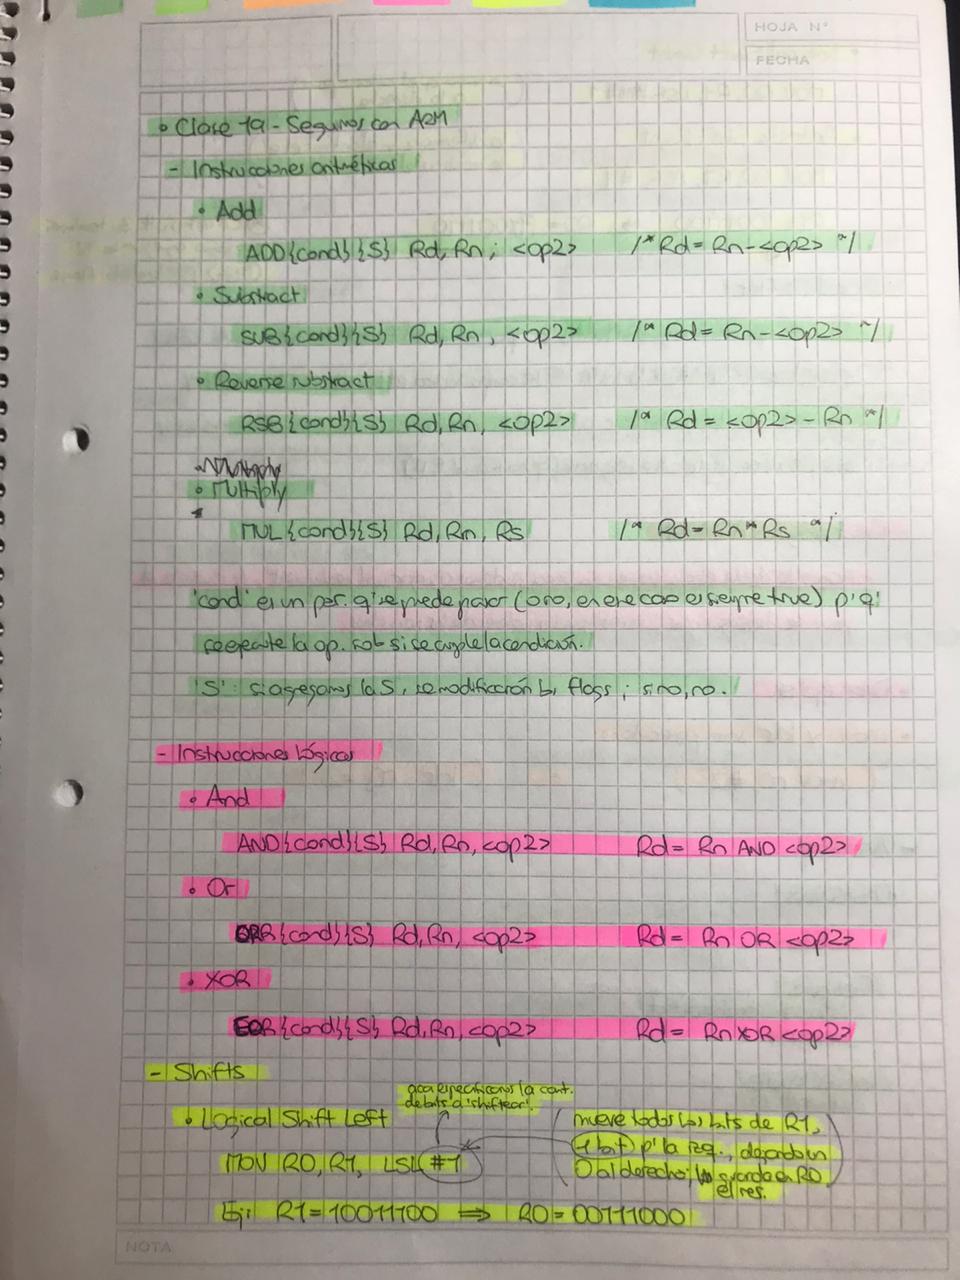 HOJA Nº
FECHA
• Clase 19 - Seguimos con ARM
- Instrucciones aritméticas
• Add
ADD{cond}{S} Rd, Rn, <op2> /* Rd = Rn - <op2> */
• Substract
SUB{cond}{S} Rd, Rn, <op2> /* Rd = Rn - <op2> */
• Reverse substract
RSB{cond}{S} Rd, Rn, <op2> /* Rd = <op2> - Rn */
• Multiply
MUL{cond}{S} Rd, Rn, Rs /* Rd = Rn * Rs */
'cond' es un par. q' se puede pasar (o no, en ese caso es siempre true) p' q'
se ejecute la op. solo si se cumple la condición.
'S': si agregamos la S, se modificarán los flags; si no, no.
- Instrucciones lógicas
• And
AND{cond}{S} Rd, Rn, <op2> Rd = Rn AND <op2>
• Or
ORR{cond}{S} Rd, Rn, <op2> Rd = Rn OR <op2>
• XOR
EOR{cond}{S} Rd, Rn, <op2> Rd = Rn XOR <op2>
- Shifts
acá especificamos la cant.
de bits a 'shiftear'.
• Logical Shift Left
MOV R0, R1, LSL #1
(mueve todos los bits de R1,
(1 bit) p' la izq., dejando un
0 al derecho; guarda en R0
el res.)
Ej: R1 = 10011100 ⇒ R0 = 00111000
NOTA